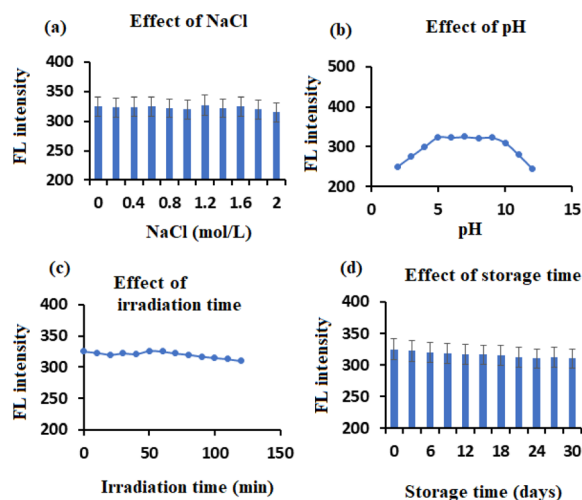 (a)
Effect of NaCl
400
350
300
250
200
FL intensity
0 0.4 0.8 1.2 1.6 2
NaCl (mol/L)
(b)
Effect of pH
500
400
300
200
FL intensity
0 5 10 15
pH
(c)
Effect of
irradiation time
400
350
300
250
200
FL intensity
0 50 100 150
Irradiation time (min)
(d)
Effect of storage time
400
350
300
250
200
FL intensity
0 6 12 18 24 30
Storage time (days)